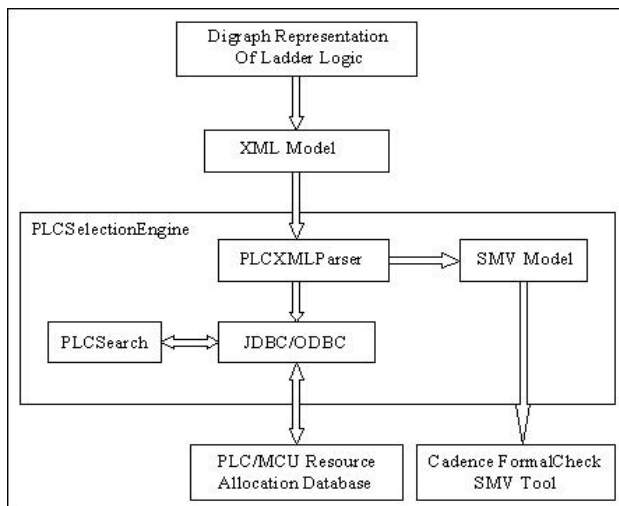 Digraph Representation
Of Ladder Logic
XML Model
PLCSelectionEngine
PLCXMLParser
SMV Model
PLCSearch
JDBC/ODBC
PLC/MCU Resource
Allocation Database
Cadence FormalCheck
SMV Tool